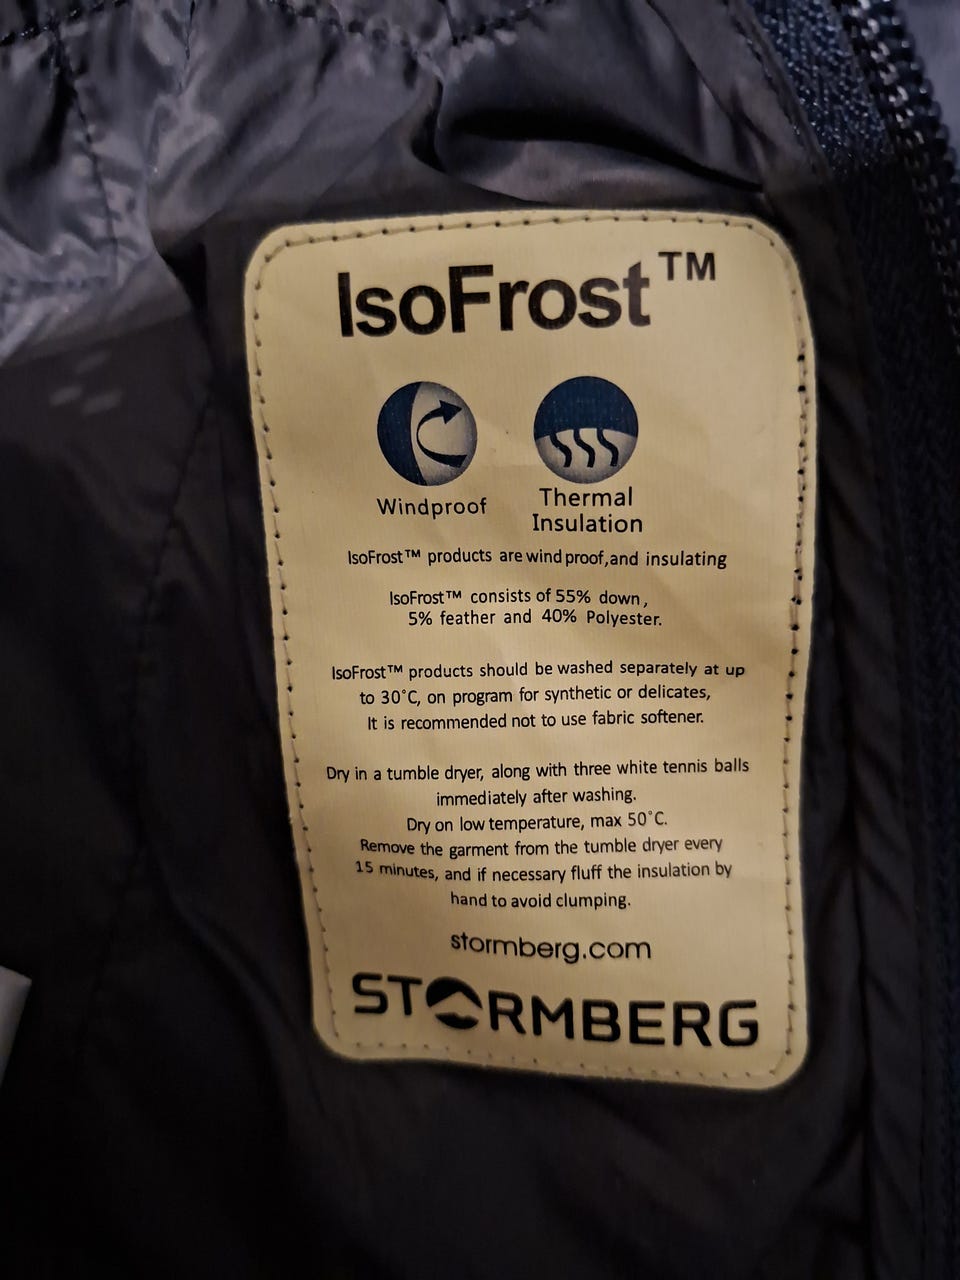 IsoFrost™
Windproof
Thermal
Insulation
IsoFrost™ products are wind proof,and insulating
IsoFrost™ consists of 55% down,
5% feather and 40% Polyester.
IsoFrost™ products should be washed separately at up
to 30°C, on program for synthetic or delicates,
It is recommended not to use fabric softener.
Dry in a tumble dryer, along with three white tennis balls
immediately after washing.
Dry on low temperature, max 50°C.
Remove the garment from the tumble dryer every
15 minutes, and if necessary fluff the insulation by
hand to avoid clumping.
stormberg.com
STORMBERG